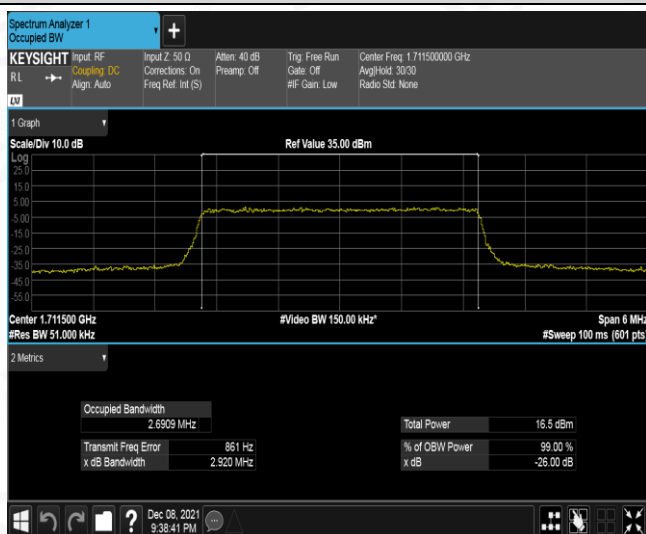 Spectrum Analyzer 1
Occupied BW
+
KEYSIGHT
RL
LXI
Input: RF
Coupling: DC
Align: Auto
Input Z: 50 Ω
Corrections: On
Freq Ref: Int (S)
Atten: 40 dB
Preamp: Off
Trig: Free Run
Gate: Off
#IF Gain: Low
Center Freq: 1.711500000 GHz
Avg|Hold: 30/30
Radio Std: None
1 Graph
Scale/Div 10.0 dB
Ref Value 35.00 dBm
Log
25.0
15.0
5.00
-5.00
-15.0
-25.0
-35.0
-45.0
-55.0
Center 1.711500 GHz
#Video BW 150.00 kHz*
Span 6 MHz
#Res BW 51.000 kHz
#Sweep 100 ms (601 pts)
2 Metrics
Occupied Bandwidth
2.6909 MHz
Total Power 16.5 dBm
Transmit Freq Error 861 Hz
% of OBW Power 99.00 %
x dB Bandwidth 2.920 MHz
x dB -26.00 dB
?
Dec 08, 2021
9:38:41 PM